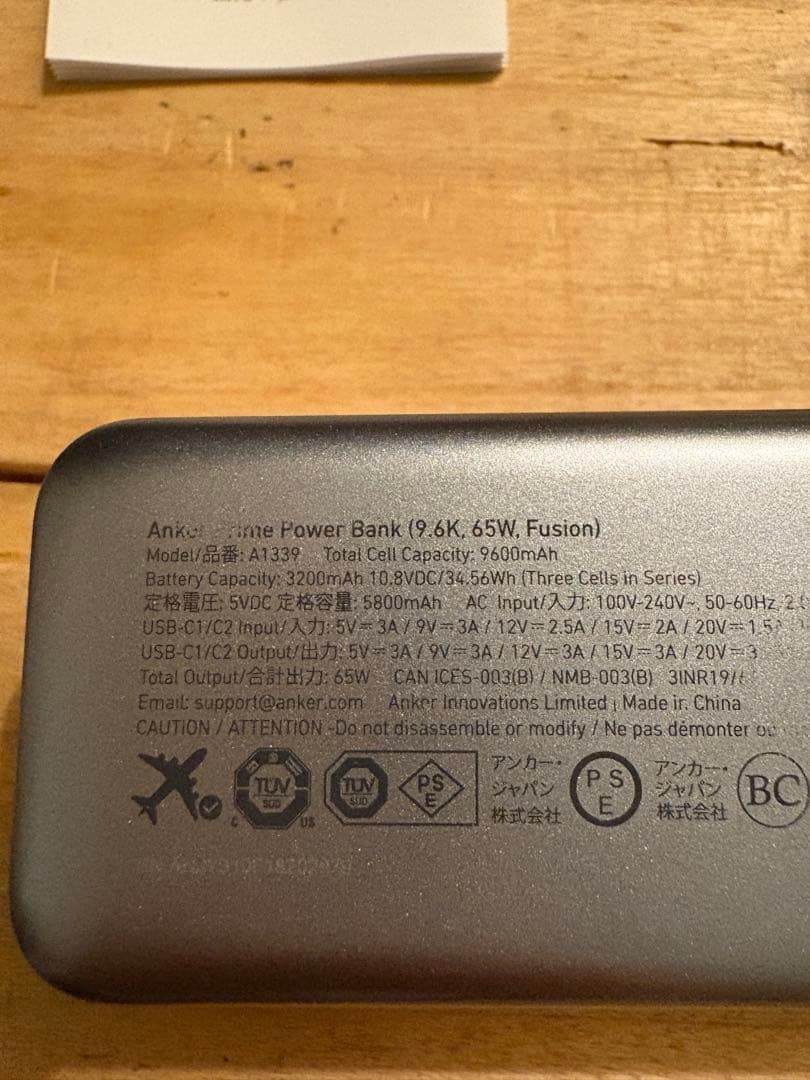 Anker Prime Power Bank (9.6K, 65W, Fusion)
Model/品番: A1339 Total Cell Capacity: 9600mAh
Battery Capacity: 3200mAh 10.8VDC/34.56Wh (Three Cells in Series)
定格電圧: 5VDC 定格容量: 5800mAh AC Input/入力: 100V-240V~, 50-60Hz,
USB-C1/C2 Input/入力: 5V⎓3A / 9V⎓3A / 12V⎓2.5A / 15V⎓2A / 20V⎓1.5A
USB-C1/C2 Output/出力: 5V⎓3A / 9V⎓3A / 12V⎓3A / 15V⎓3A / 20V⎓3
Total Output/合計出力: 65W CAN ICES-003(B) / NMB-003(B) 3INR19/
Email: support@anker.com Anker Innovations Limited | Made in China
CAUTION / ATTENTION -Do not disassemble or modify / Ne pas démonter ou
TÜV SÜD C US TÜV SÜD PS E アンカー・ジャパン株式会社 PS E アンカー・ジャパン株式会社 BC